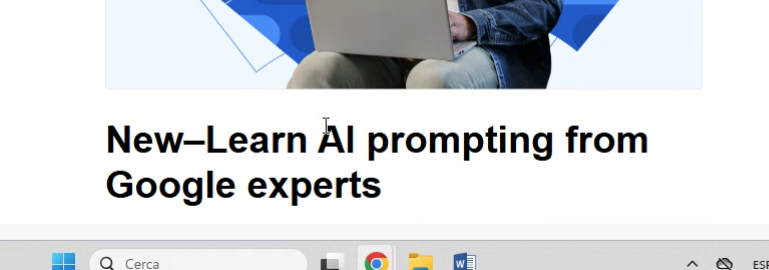 New–Learn AI prompting from
Google experts
Cerca
ESP